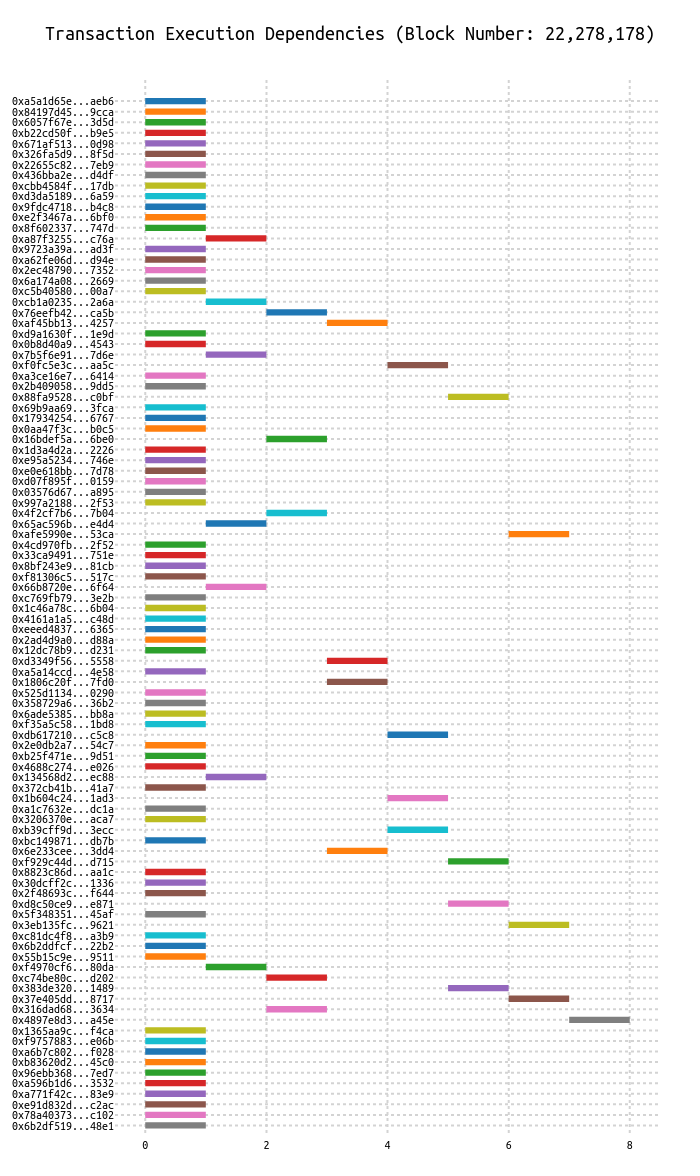 Transaction Execution Dependencies (Block Number: 22,278,178)
0xa5a1d65e...aeb6
0x84197d45...9cca
0x6057f67e...3d5d
0xb22cd50f...b9e5
0x671af513...0d98
0x326fa5d9...8f5d
0x22655c82...7eb9
0x436bba2e...d4df
0xcbb4584f...17db
0xd3da5189...6a59
0x9fdc4718...b4c8
0xe2f3467a...6bf0
0x8f602337...747d
0xa87f3255...c76a
0x9723a39a...ad3f
0xa62fe06d...d94e
0x2ec48790...7352
0x6a174a08...2669
0xc5b40580...00a7
0xcb1a0235...2a6a
0x76eefb42...ca5b
0xaf45bb13...4257
0xd9a1630f...1e9d
0x0b8d40a9...4543
0x7b5f6e91...7d6e
0xf0fc5e3c...aa5c
0xa3ce16e7...6414
0x2b409058...9dd5
0x88fa9528...c0bf
0x69b9aa69...3fca
0x17934254...6767
0x0aa47f3c...b0c5
0x16bdef5a...6be0
0x1d3a4d2a...2226
0xe95a5234...746e
0xe0e618bb...7d78
0xd07f895f...0159
0x03576d67...a895
0x997a2188...2f53
0x4f2cf7b6...7b04
0x65ac596b...e4d4
0xafe5990e...53ca
0x4cd970fb...2f52
0x33ca9491...751e
0x8bf243e9...81cb
0xf81306c5...517c
0x66b8720e...6f64
0xc769fb79...3e2b
0x1c46a78c...6b04
0x4161a1a5...c48d
0xeeed4837...6365
0x2ad4d9a0...d88a
0x12dc78b9...d231
0xd3349f56...5558
0xa5a14ccd...4e58
0x1806c20f...7fd0
0x525d1134...0290
0x358729a6...36b2
0x6ade5385...bb8a
0xf35a5c58...1bd8
0xdb617210...c5c8
0x2e0db2a7...54c7
0xb25f471e...9d51
0x4688c274...e026
0x134568d2...ec88
0x372cb41b...41a7
0x1b604c24...1ad3
0xa1c7632e...dc1a
0x3206370e...aca7
0xb39cff9d...3ecc
0xbc149871...db7b
0x6e233cee...3dd4
0xf929c44d...d715
0x8823c86d...aa1c
0x30dcff2c...1336
0x2f48693c...f644
0xd8c50ce9...e871
0x5f348351...45af
0x3eb135fc...9621
0xc81dc4f8...a3b9
0x6b2ddfcf...22b2
0x55b15c9e...9511
0xf4970cf6...80da
0xc74be80c...d202
0x383de320...1489
0x37e405dd...8717
0x316dad68...3634
0x4897e8d3...a45e
0x1365aa9c...f4ca
0xf9757883...e06b
0xa6b7c802...f028
0xb83620d2...45c0
0x96ebb368...7ed7
0xa596b1d6...3532
0xa771f42c...83e9
0xe91d832d...c2ac
0x78a40373...c102
0x6b2df519...48e1
0 2 4 6 8